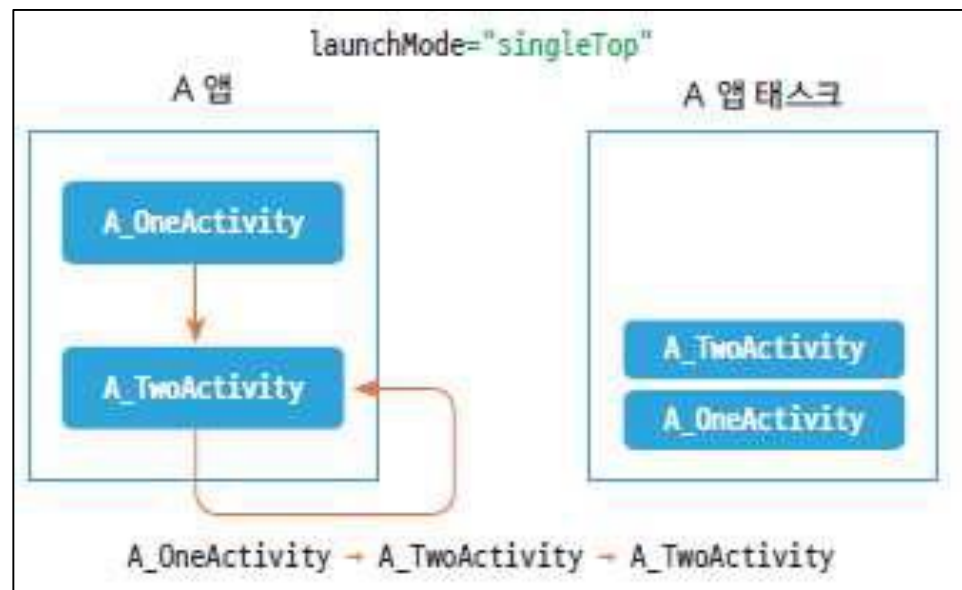 launchMode="singleTop"
A 앱
A 앱 태스크
A_OneActivity
A_TwoActivity
A_TwoActivity
A_OneActivity
A_OneActivity → A_TwoActivity → A_TwoActivity